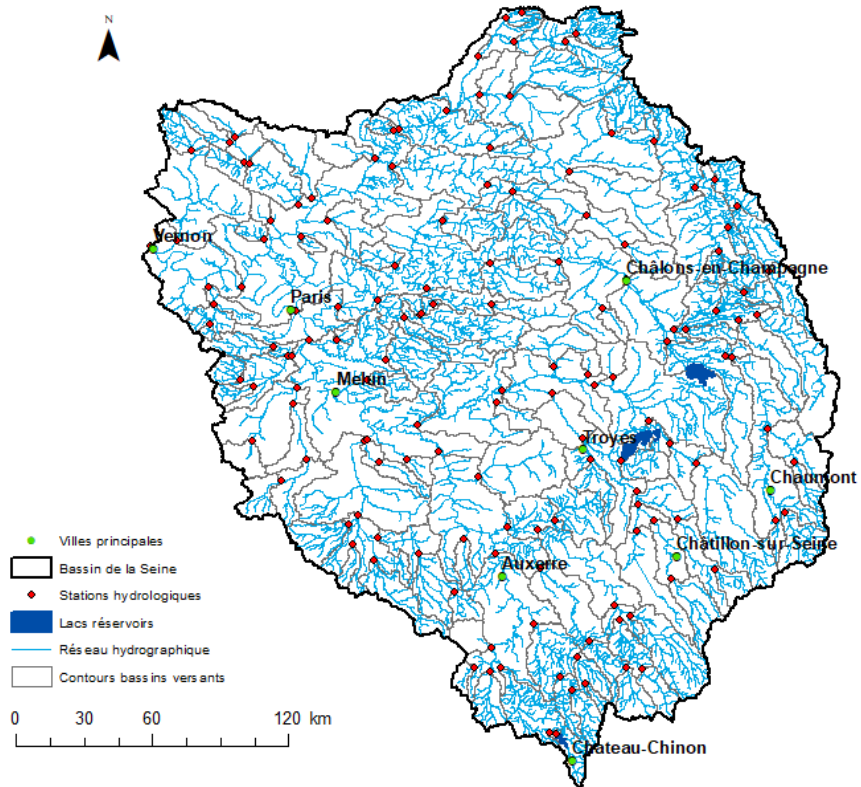 N
Vernon
Châlons-en-Champagne
Paris
Melun
Troyes
Chaumont
Châtillon-sur-Seine
Auxerre
Château-Chinon
Villes principales
Bassin de la Seine
Stations hydrologiques
Lacs réservoirs
Réseau hydrographique
Contours bassins versants
0 30 60 120 km